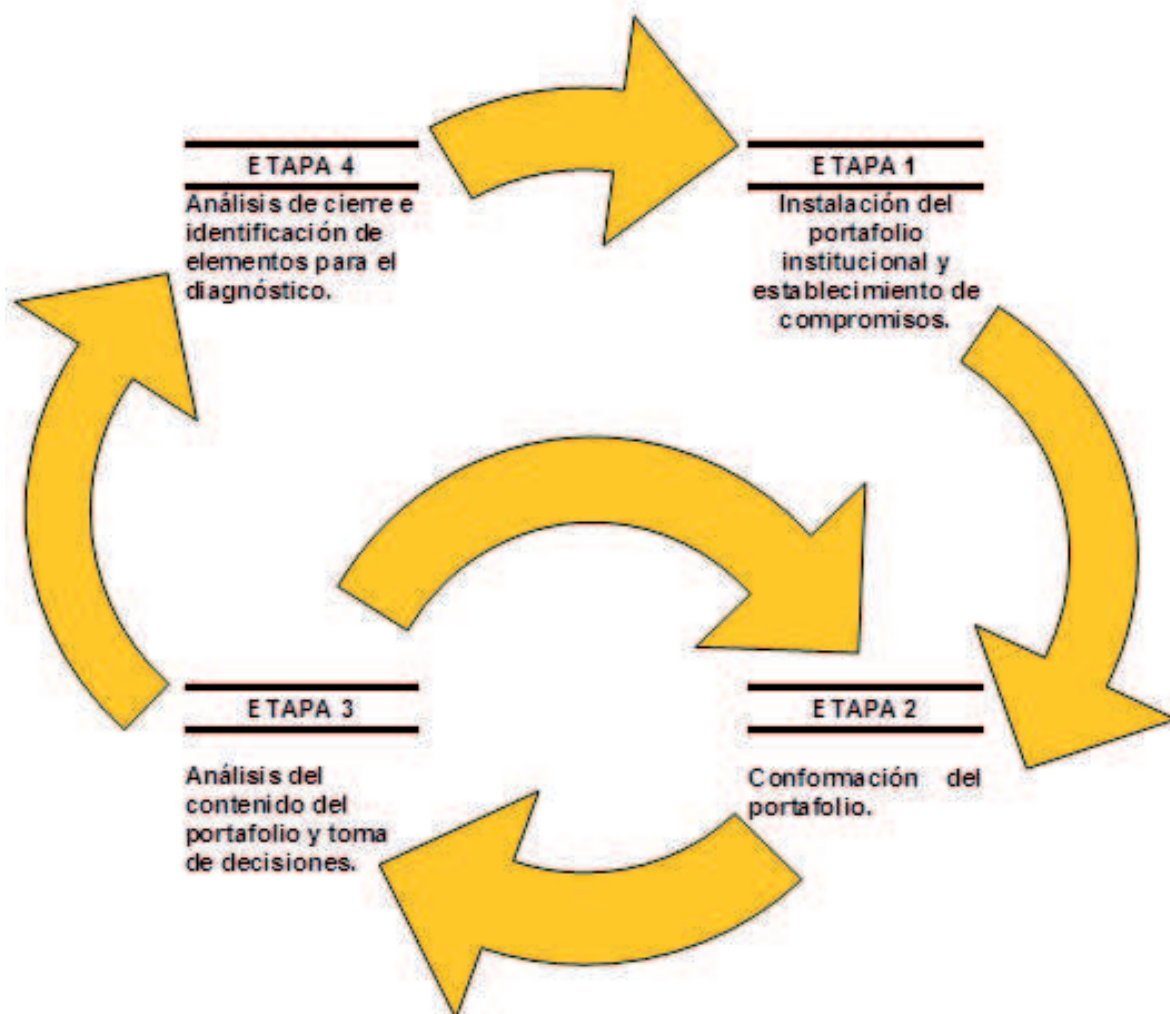 ETAPA 4
Análisis de cierre e
identificación de
elementos para el
diagnóstico.
ETAPA 1
Instalación del
portafolio
institucional y
establecimiento de
compromisos.
ETAPA 3
Análisis del
contenido del
portafolio y toma
de decisiones.
ETAPA 2
Conformación del
portafolio.